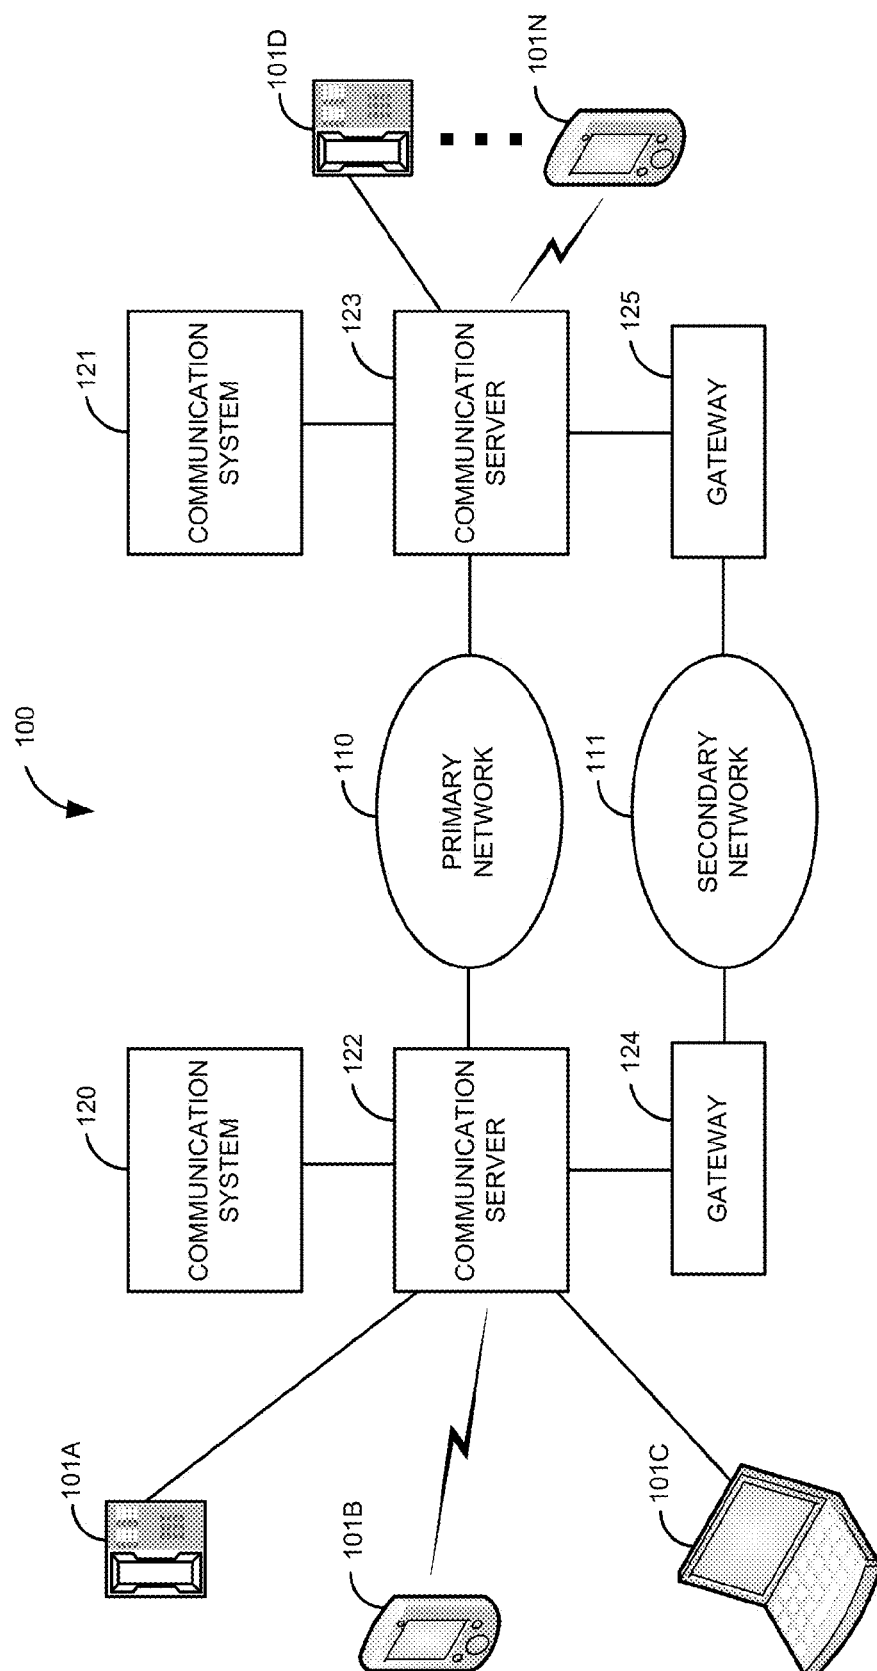 100
101A
120
COMMUNICATION
SYSTEM
121
COMMUNICATION
SYSTEM
101D
101B
122
COMMUNICATION
SERVER
110
PRIMARY
NETWORK
123
COMMUNICATION
SERVER
101N
101C
124
GATEWAY
111
SECONDARY
NETWORK
125
GATEWAY